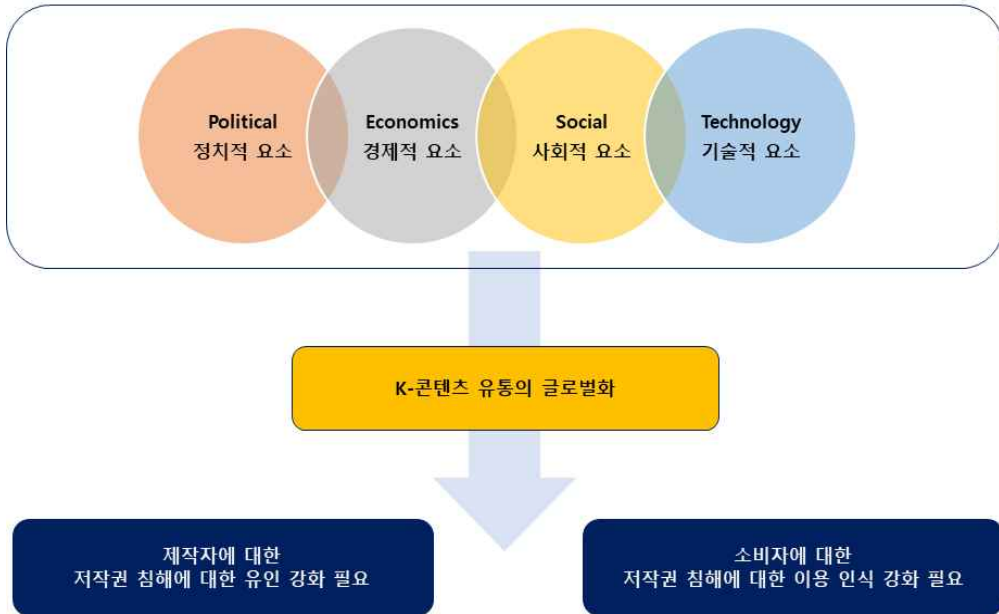 Political
정치적 요소
Economics
경제적 요소
Social
사회적 요소
Technology
기술적 요소
K-콘텐츠 유통의 글로벌화
제작자에 대한
저작권 침해에 대한 유인 강화 필요
소비자에 대한
저작권 침해에 대한 이용 인식 강화 필요